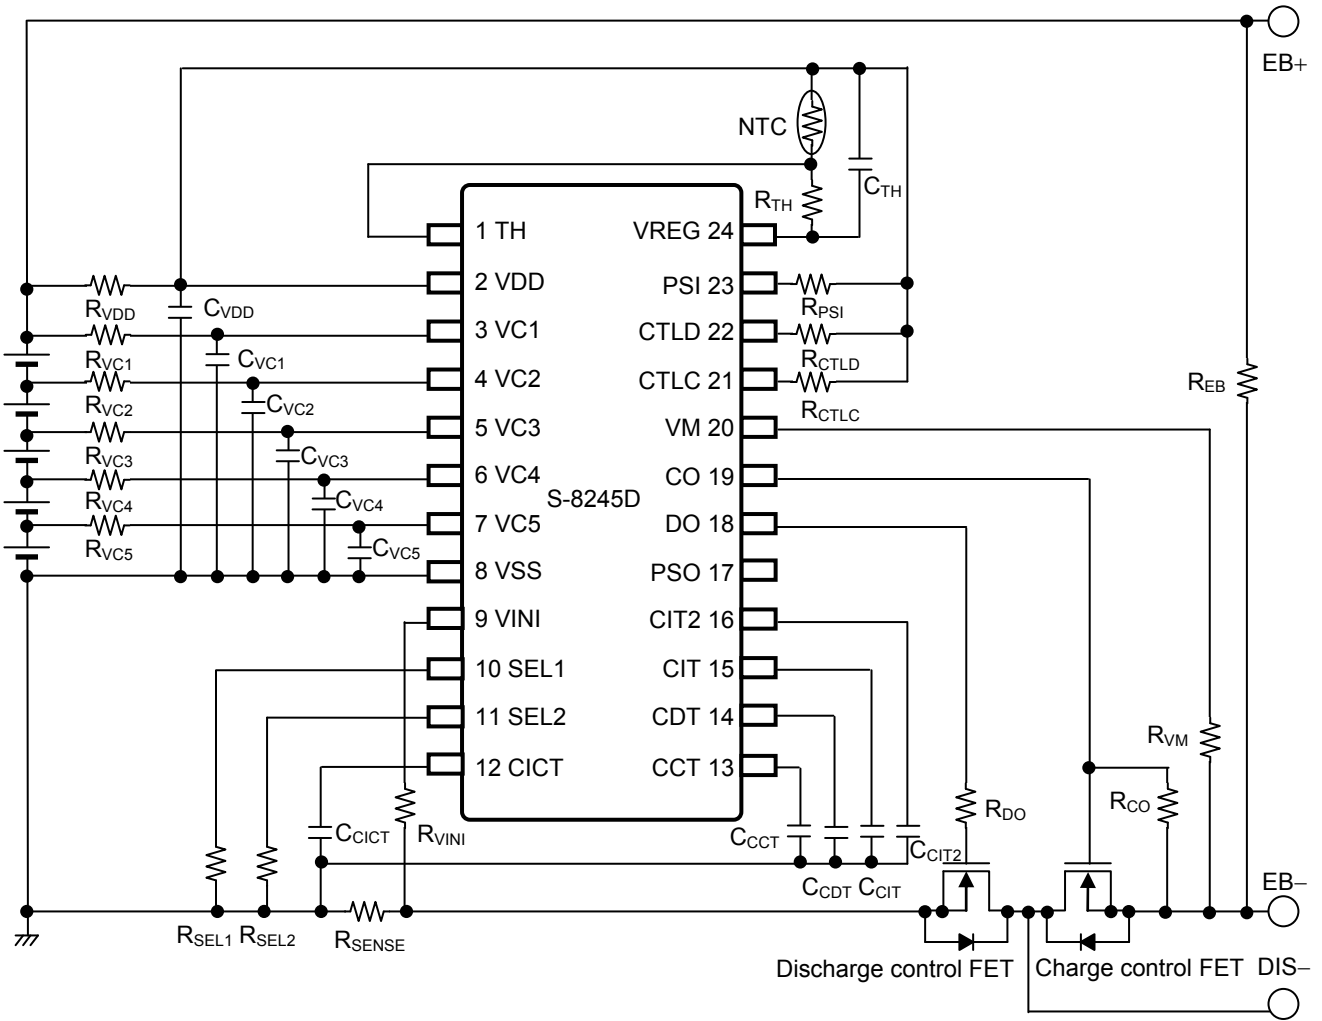 EB+
NTC
CTH
RTH
1 TH
VREG 24
2 VDD
PSI 23
RVDD
CVDD
RPSI
3 VC1
CTLD 22
RVC1
CVC1
RCTLD
4 VC2
CTLC 21
REB
RVC2
CVC2
RCTLC
5 VC3
VM 20
RVC3
CVC3
6 VC4
CO 19
S-8245D
RVC4
CVC4
7 VC5
DO 18
RVC5
CVC5
8 VSS
PSO 17
9 VINI
CIT2 16
10 SEL1
CIT 15
11 SEL2
CDT 14
RVM
12 CICT
CCT 13
RCO
RDO
CCICT
RVINI
CCCT
CCIT2
CCDT
CCIT
EB−
RSEL1
RSEL2
RSENSE
Discharge control FET
Charge control FET
DIS−